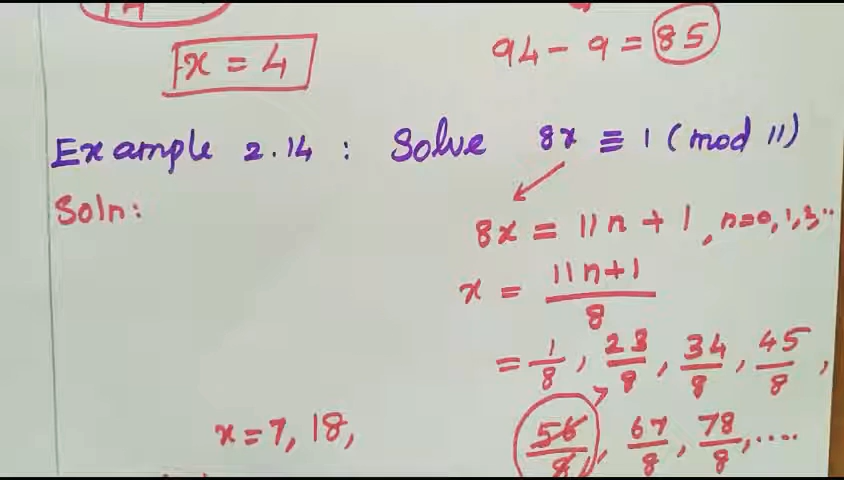 x = 4
94 - 9 = 85
Example 2.14 : Solve 8x ≡ 1 (mod 11)
Soln:
8x = 11n + 1, n=0,1,3,..
x = 11n+1/8
= 1/8, 23/8, 34/8, 45/8,
56/8, 67/8, 78/8, ....
x = 7, 18,